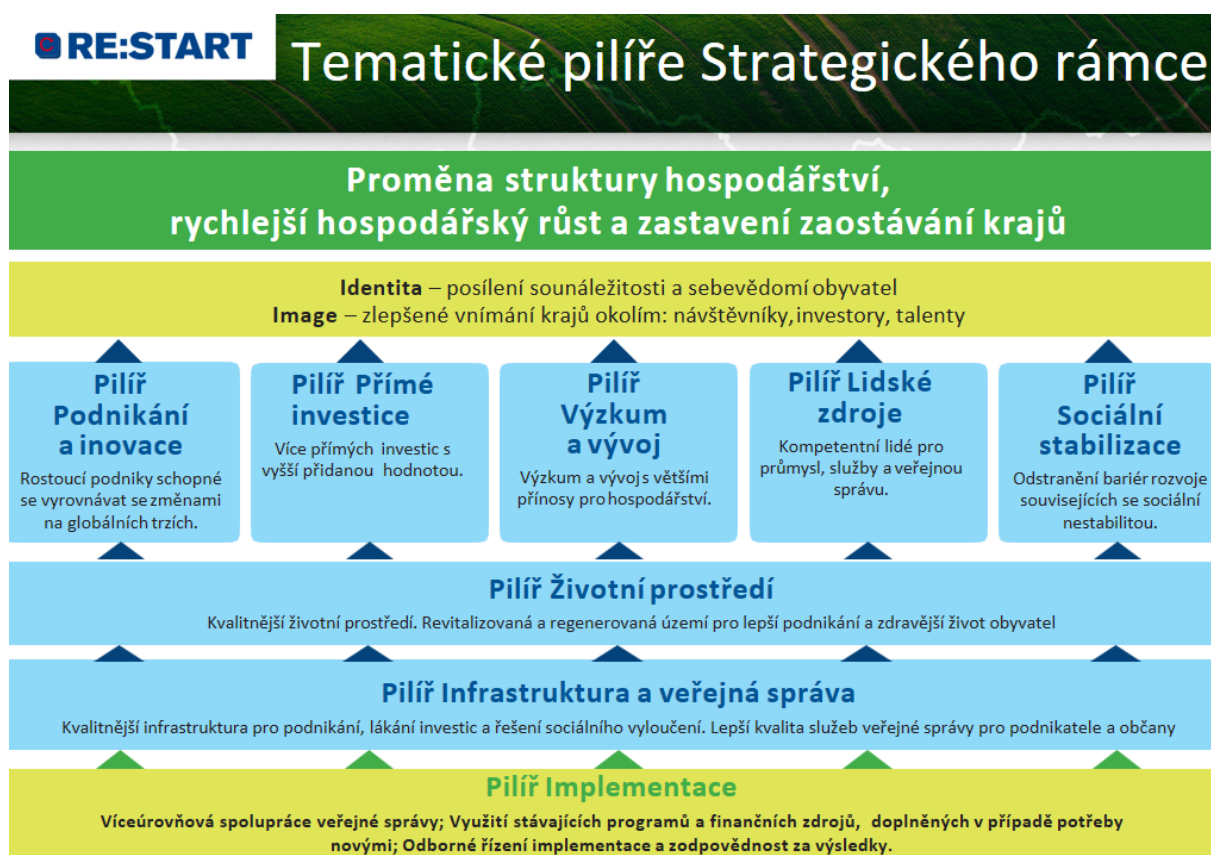 RE:START
Tematické pilíře Strategického rámce
Proměna struktury hospodářství,
rychlejší hospodářský růst a zastavení zaostávání krajů
Identita – posílení sounáležitosti a sebevědomí obyvatel
Image – zlepšené vnímání krajů okolím: návštěvníky, investory, talenty
Pilíř
Podnikání
a inovace
Rostoucí podniky schopné
se vyrovnávat se změnami
na globálních trzích.
Pilíř Přímé
investice
Více přímých investic s
vyšší přidanou hodnotou.
Pilíř
Výzkum
a vývoj
Výzkum a vývoj s většími
přínosy pro hospodářství.
Pilíř Lidské
zdroje
Kompetentní lidé pro
průmysl, služby a veřejnou
správu.
Pilíř
Sociální
stabilizace
Odstranění bariér rozvoje
souvisejících se sociální
nestabilitou.
Pilíř Životní prostředí
Kvalitnější životní prostředí. Revitalizovaná a regenerovaná území pro lepší podnikání a zdravější život obyvatel
Pilíř Infrastruktura a veřejná správa
Kvalitnější infrastruktura pro podnikání, lákání investic a řešení sociálního vyloučení. Lepší kvalita služeb veřejné správy pro podnikatele a občany
Pilíř Implementace
Víceúrovňová spolupráce veřejné správy; Využití stávajících programů a finančních zdrojů, doplněných v případě potřeby
novými; Odborné řízení implementace a zodpovědnost za výsledky.